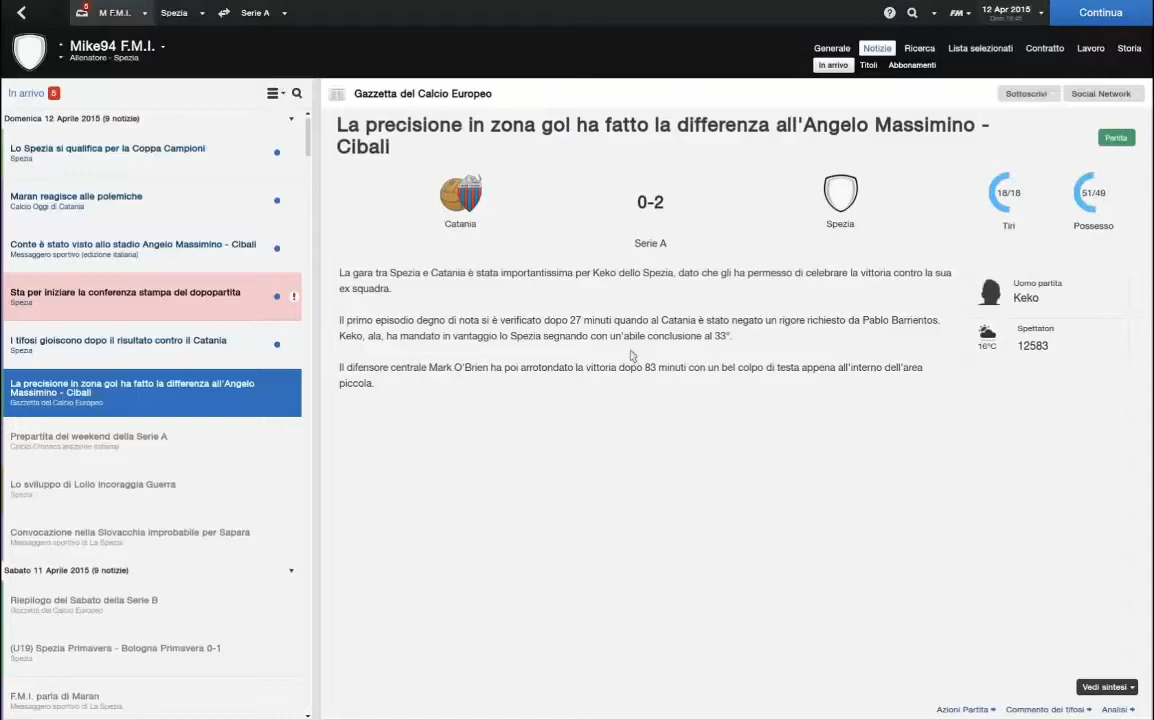 5
M F.M.I.
Spezia
Serie A
FM
12 Apr 2015
Dom 16:45
Continua
Mike94 F.M.I.
Allenatore - Spezia
Generale
Notizie
Ricerca
Lista selezionati
Contratto
Lavoro
Storia
In arrivo
Titoli
Abbonamenti
In arrivo 5
Domenica 12 Aprile 2015 (9 notizie)
Lo Spezia si qualifica per la Coppa Campioni
Spezia
Maran reagisce alle polemiche
Calcio Oggi di Catania
Conte è stato visto allo stadio Angelo Massimino - Cibali
Messaggero sportivo (edizione italiana)
Sta per iniziare la conferenza stampa del dopopartita
Spezia
!
I tifosi gioiscono dopo il risultato contro il Catania
Spezia
La precisione in zona gol ha fatto la differenza all'Angelo
Massimino - Cibali
Gazzetta del Calcio Europeo
Prepartita del weekend della Serie A
Calcio Cronaca (edizione italiana)
Lo sviluppo di Lollo incoraggia Guerra
Spezia
Convocazione nella Slovacchia improbabile per Sapara
Messaggero sportivo di La Spezia
Sabato 11 Aprile 2015 (9 notizie)
Riepilogo del Sabato della Serie B
Gazzetta del Calcio Europeo
(U19) Spezia Primavera - Bologna Primavera 0-1
Spezia
F.M.I. parla di Maran
Messaggero sportivo di La Spezia
Gazzetta del Calcio Europeo
Sottoscrivi
Social Network
La precisione in zona gol ha fatto la differenza all'Angelo Massimino -
Cibali
Partita
Catania
0-2
Spezia
Serie A
18/18
Tiri
51/49
Possesso
La gara tra Spezia e Catania è stata importantissima per Keko dello Spezia, dato che gli ha permesso di celebrare la vittoria contro la sua
ex squadra.
Il primo episodio degno di nota si è verificato dopo 27 minuti quando al Catania è stato negato un rigore richiesto da Pablo Barrientos.
Keko, ala, ha mandato in vantaggio lo Spezia segnando con un'abile conclusione al 33°.
Il difensore centrale Mark O'Brien ha poi arrotondato la vittoria dopo 83 minuti con un bel colpo di testa appena all'interno dell'area
piccola.
Uomo partita
Keko
16°C
Spettatori
12583
Vedi sintesi
Azioni Partita
Commento dei tifosi
Analisi